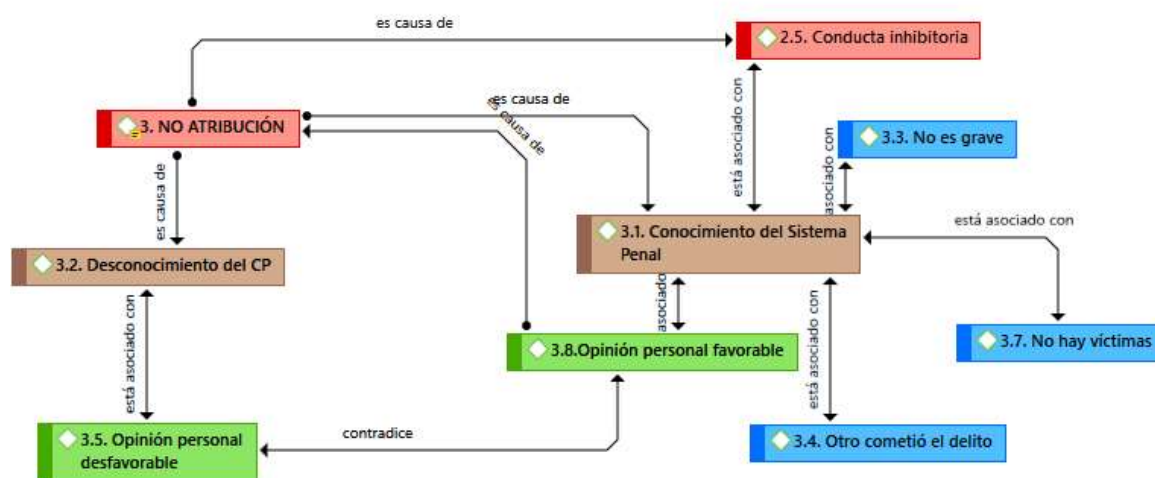 es causa de
2.5. Conducta inhibitoria
es causa de
es causa de
3. NO ATRIBUCIÓN
está asociado con
3.3. No es grave
asociado con
es causa de
3.1. Conocimiento del Sistema
Penal
está asociado con
3.2. Desconocimiento del CP
asociado
3.7. No hay víctimas
3.8.Opinión personal favorable
está asociado con
está asociado con
3.5. Opinión personal
desfavorable
contradice
3.4. Otro cometió el delito